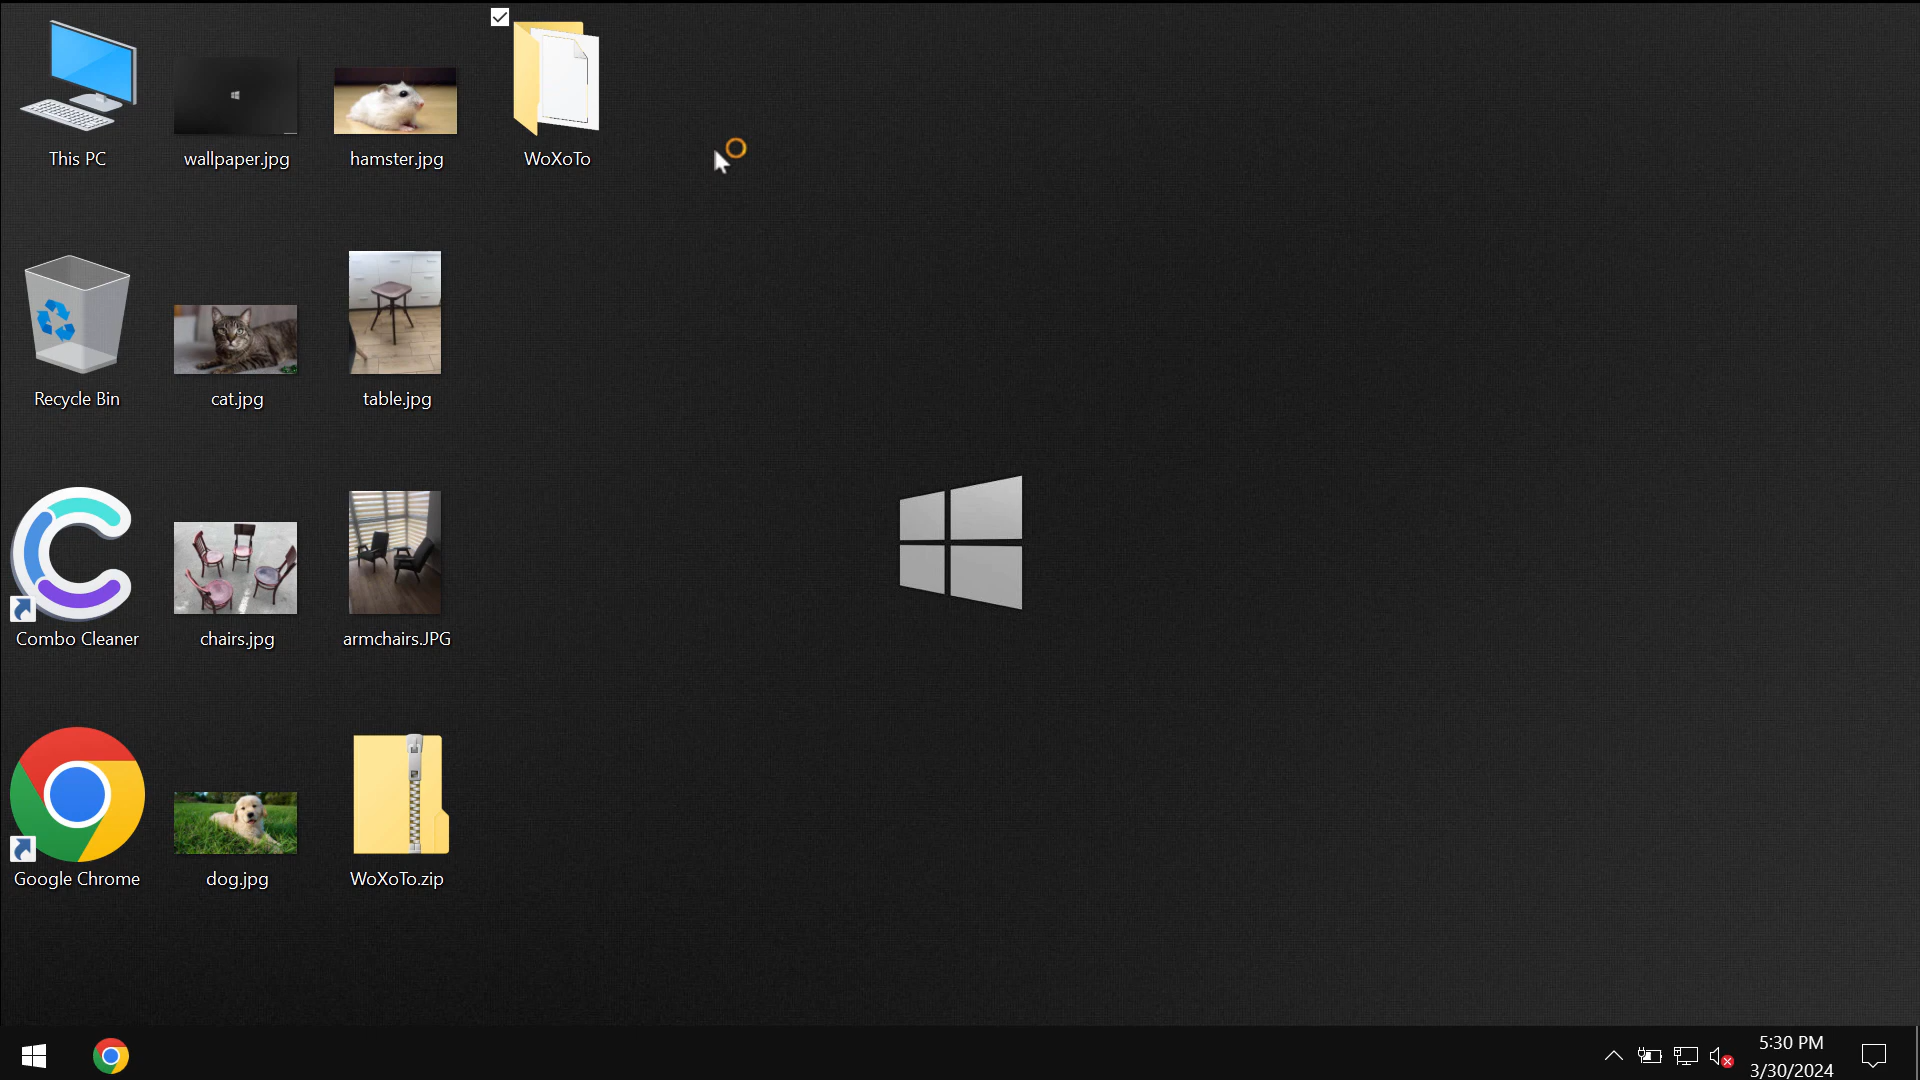 This PC
wallpaper.jpg
hamster.jpg
WoXoTo
Recycle Bin
cat.jpg
table.jpg
Combo Cleaner
chairs.jpg
armchairs.JPG
Google Chrome
dog.jpg
WoXoTo.zip
5:30 PM
3/30/2024